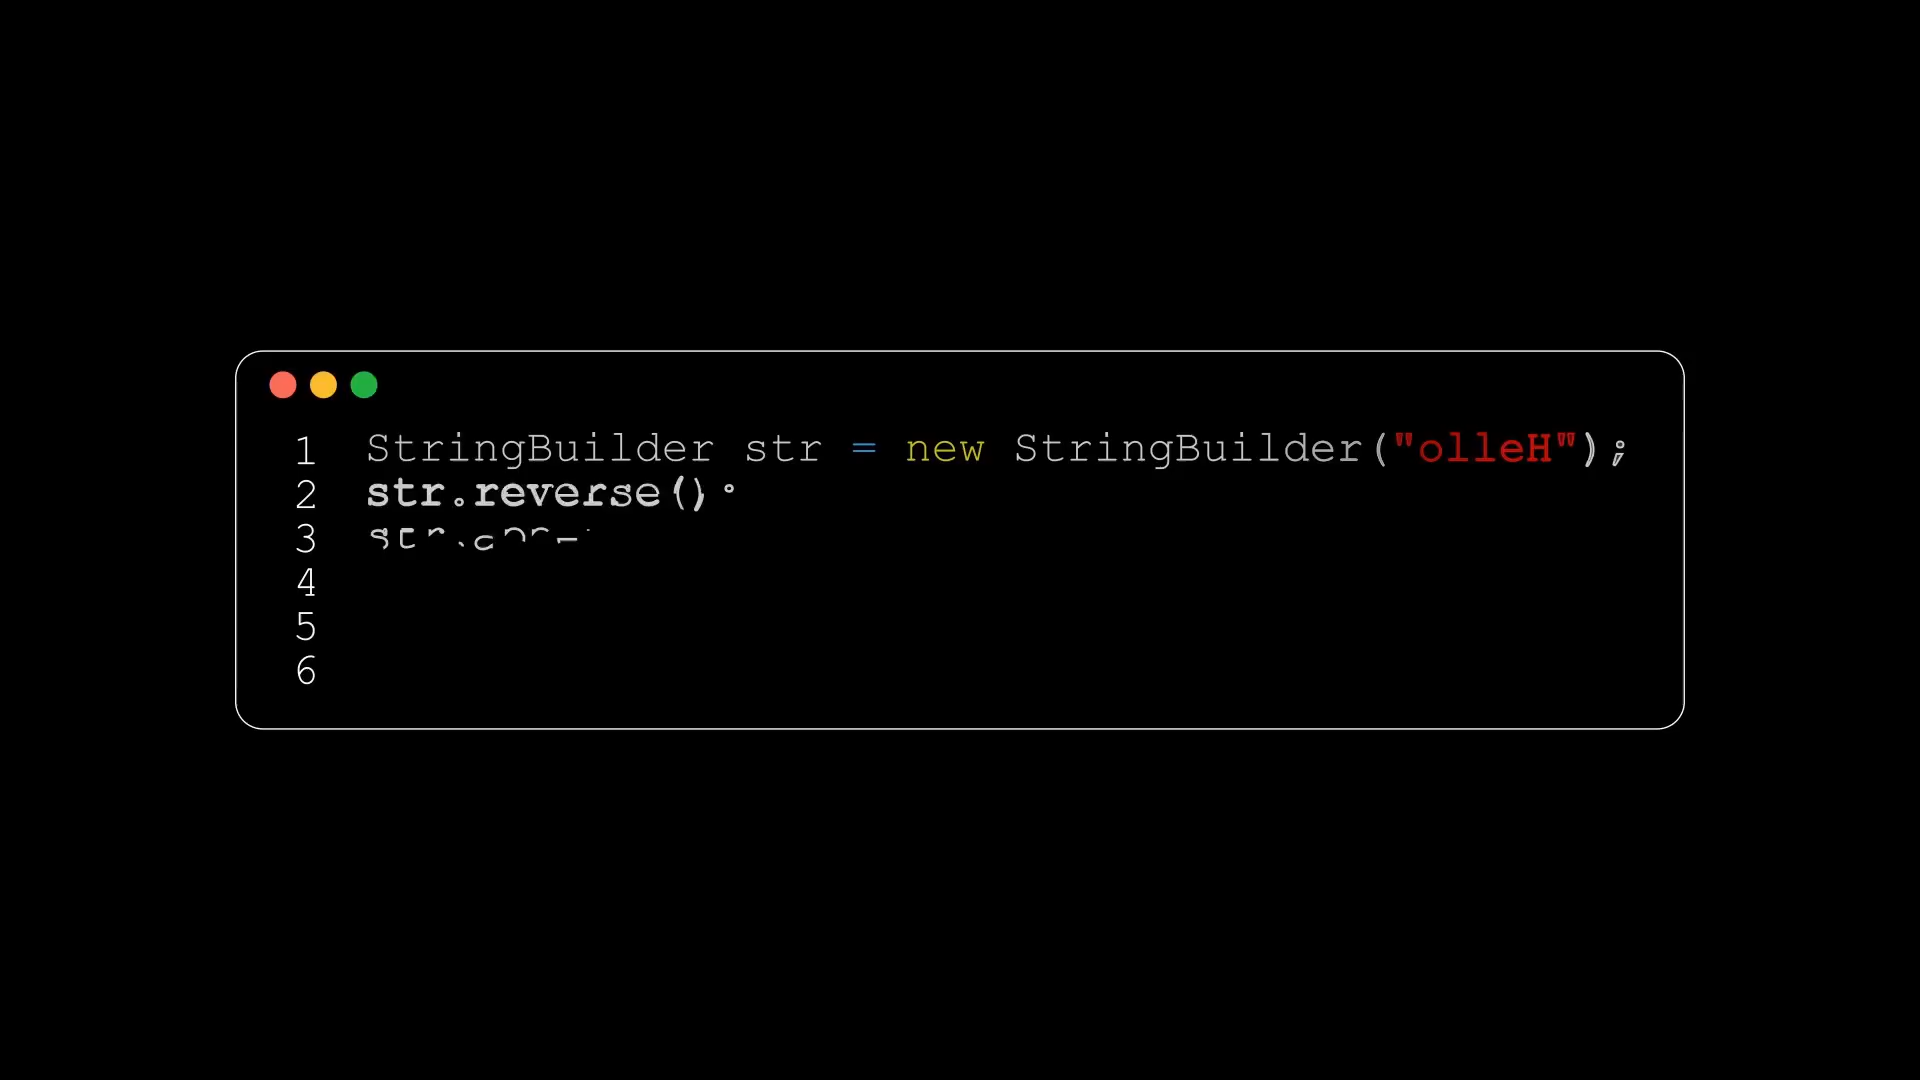 1 StringBuilder str = new StringBuilder("olleH");
2 str.reverse()
3
4
5
6